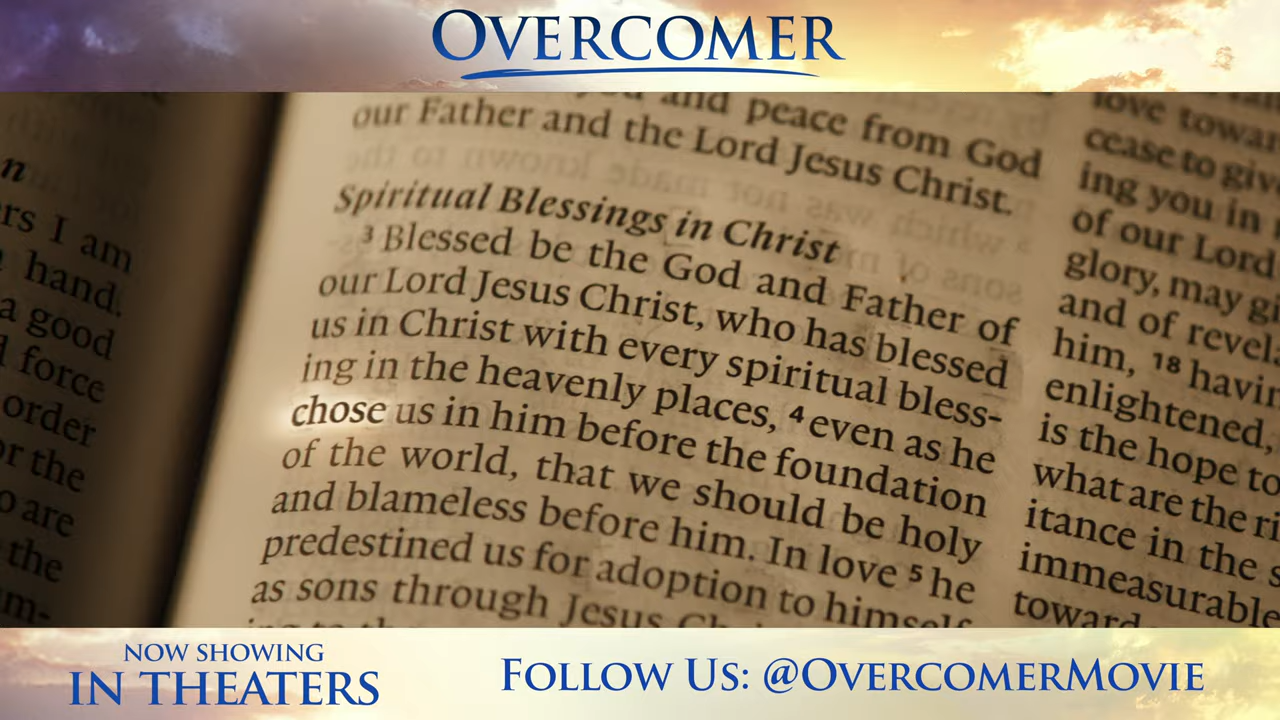 OVERCOMER
n
rs I am
hand.
a good
force
order
or the
o are
the
m-
and peace from God
our Father and the Lord Jesus Christ.
Spiritual Blessings in Christ
3 Blessed be the God and Father of
our Lord Jesus Christ, who has blessed
us in Christ with every spiritual bless-
ing in the heavenly places, 4 even as he
chose us in him before the foundation
of the world, that we should be holy
and blameless before him. In love 5 he
predestined us for adoption to himself
as sons through Jesus
love
cease to
ing you in
of our Lord
glory, may
and of
him, 18
enlightened,
is the hope to
what are the
itance in the
immeasurable
toward
NOW SHOWING
IN THEATERS
FOLLOW US: @OVERCOMERMOVIE